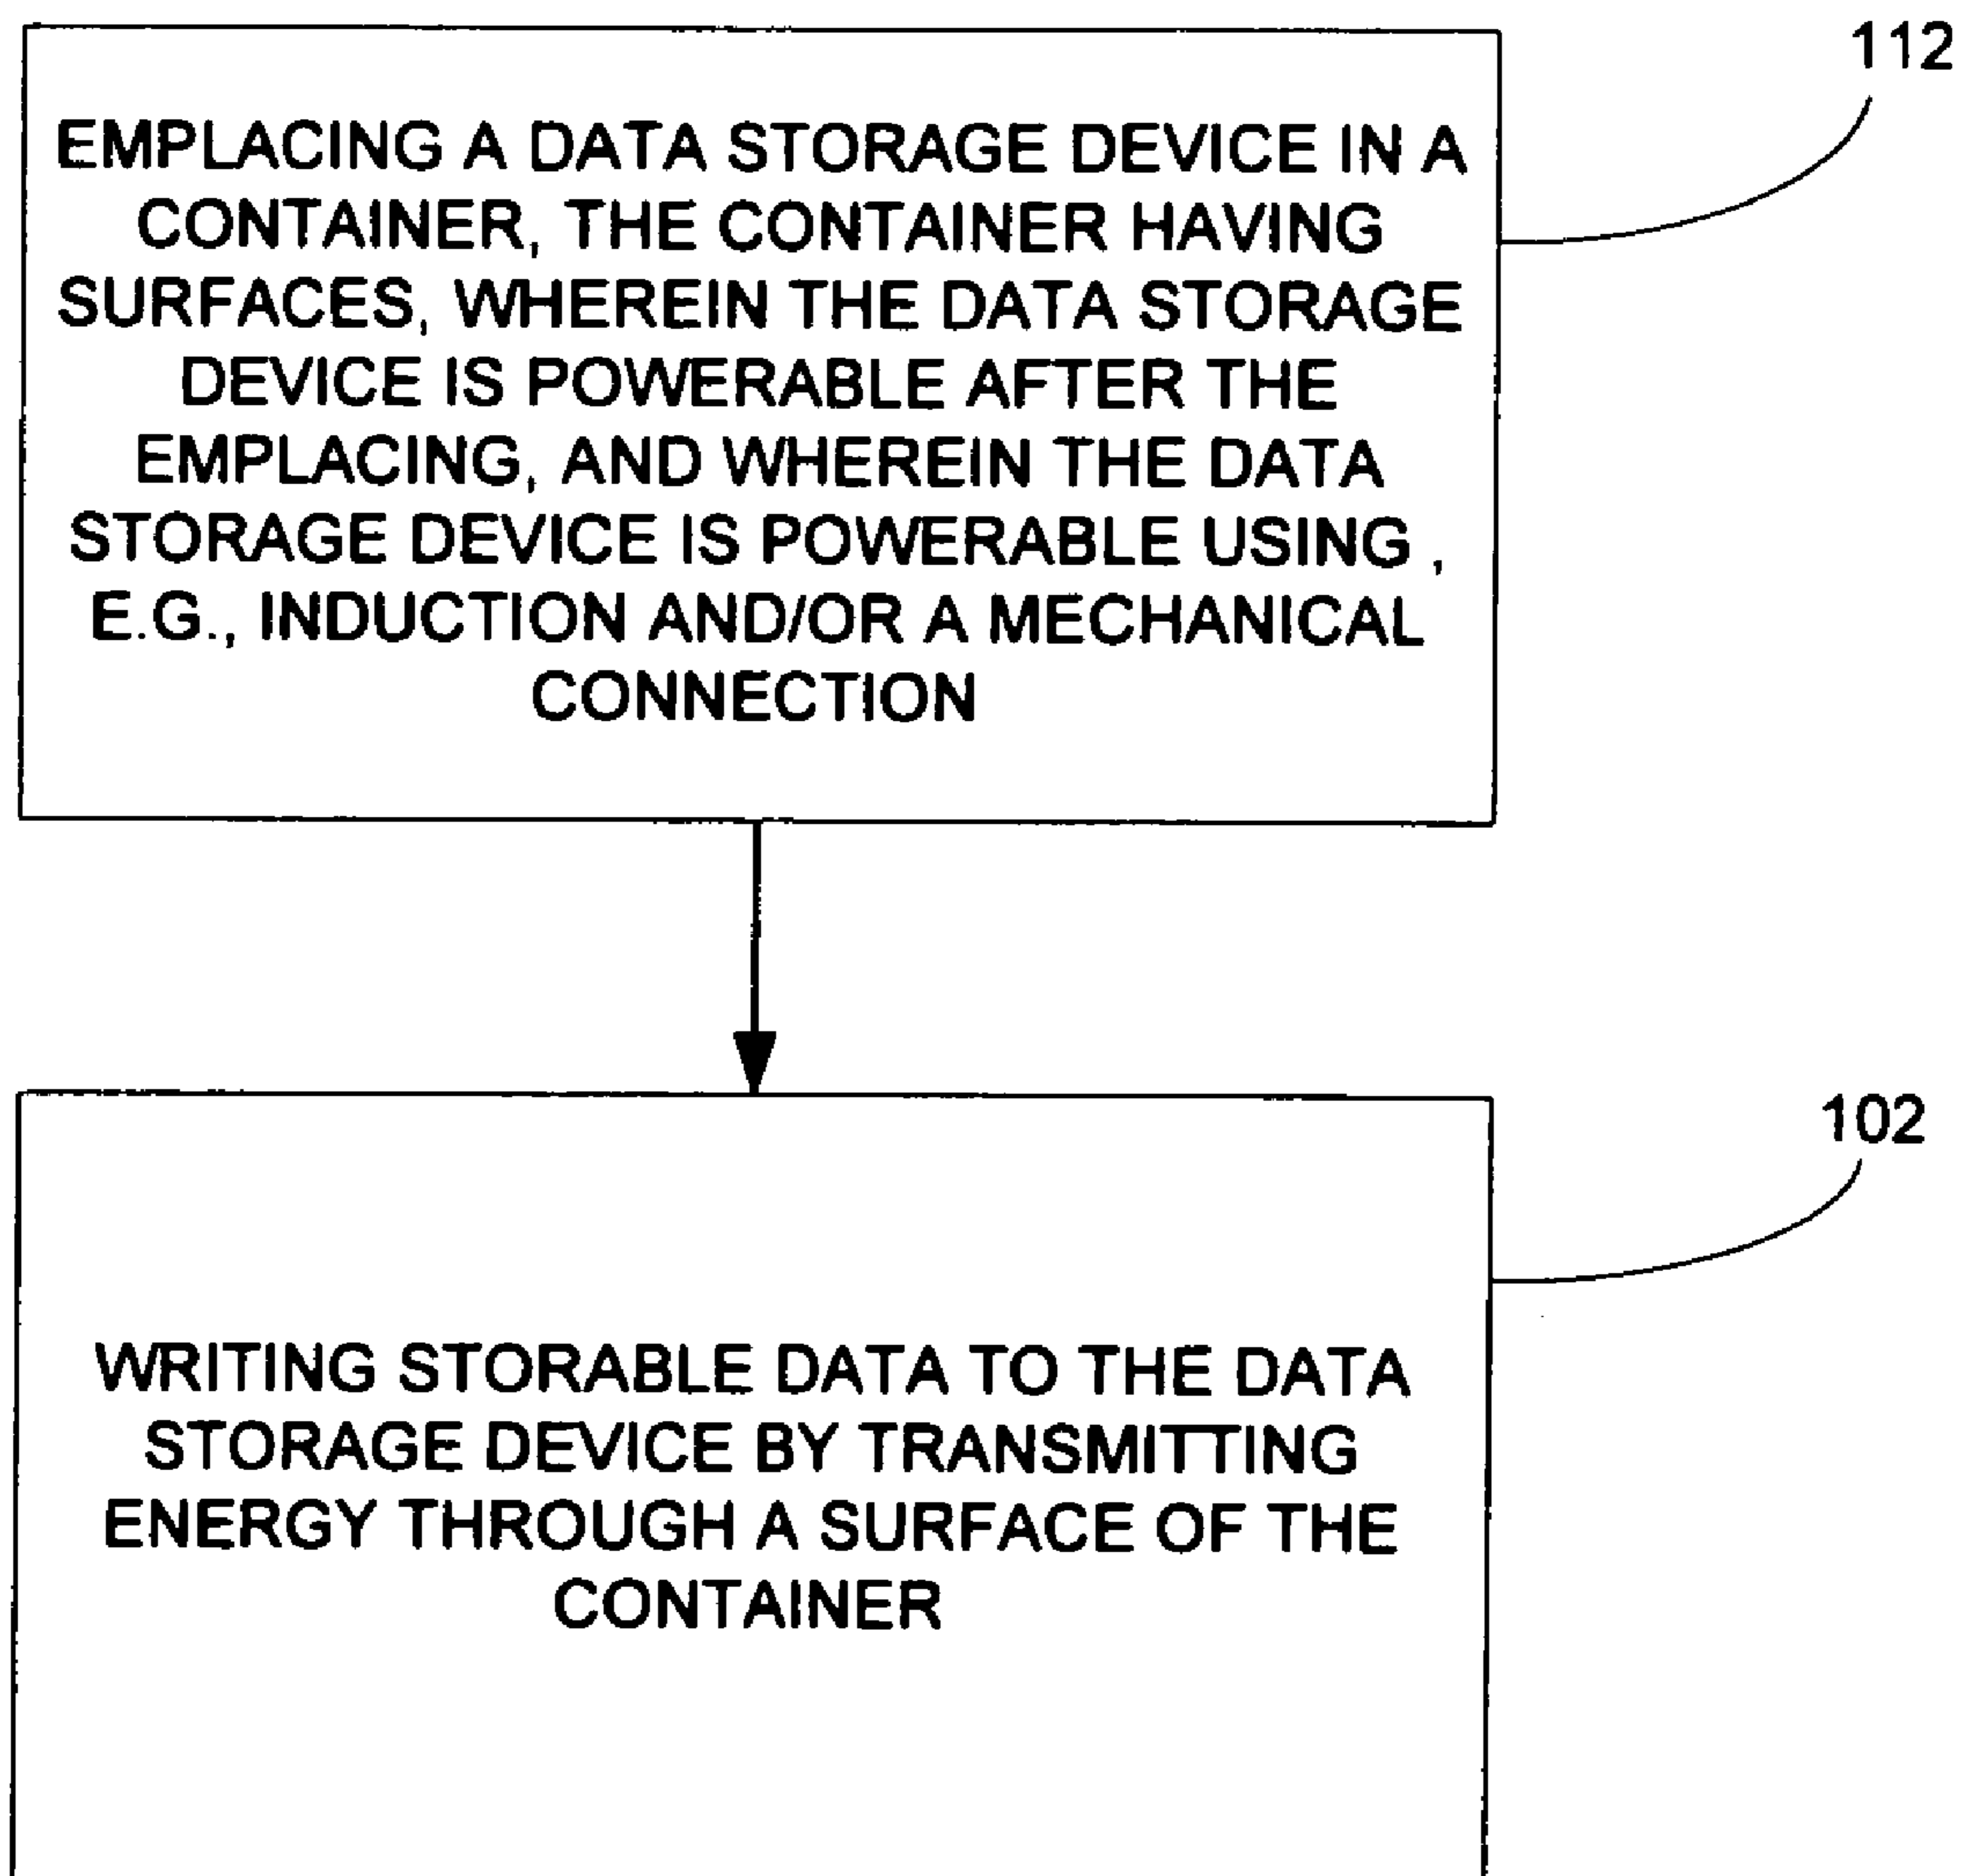 112
EMPLACING A DATA STORAGE DEVICE IN A
CONTAINER, THE CONTAINER HAVING
SURFACES, WHEREIN THE DATA STORAGE
DEVICE IS POWERABLE AFTER THE
EMPLACING, AND WHEREIN THE DATA
STORAGE DEVICE IS POWERABLE USING ,
E.G., INDUCTION AND/OR A MECHANICAL
CONNECTION
102
WRITING STORABLE DATA TO THE DATA
STORAGE DEVICE BY TRANSMITTING
ENERGY THROUGH A SURFACE OF THE
CONTAINER